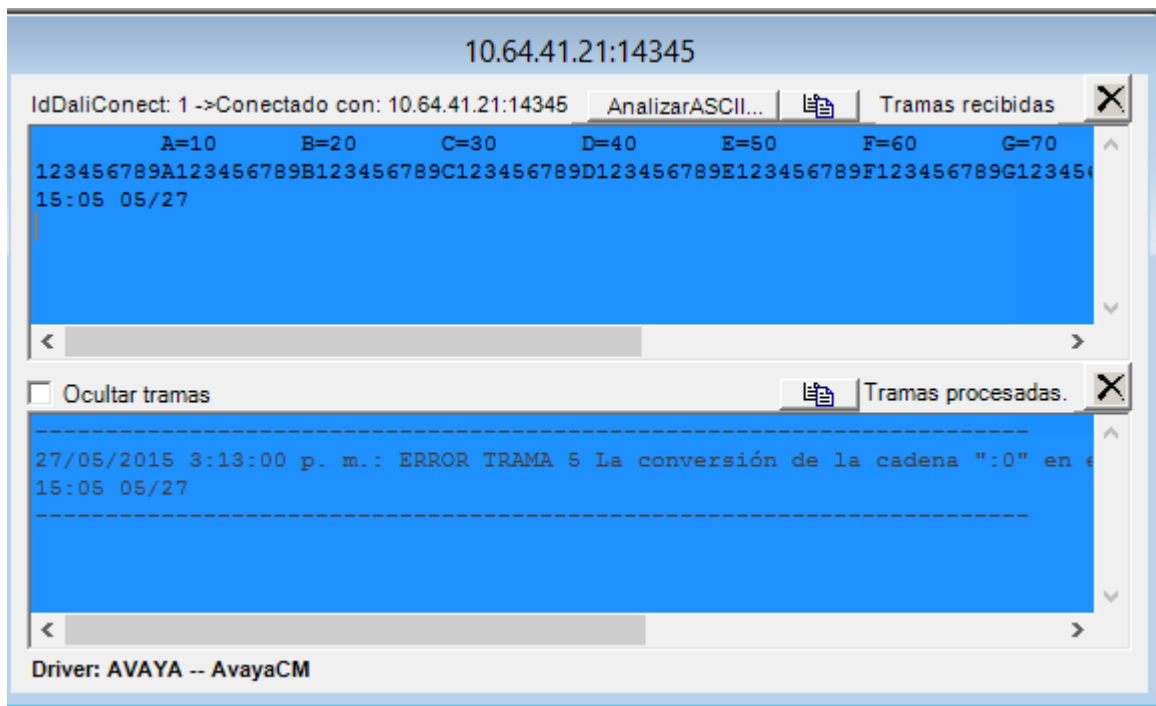 10.64.41.21:14345
IdDaliConect: 1 ->Conectado con: 10.64.41.21:14345 AnalizarASCII... Tramas recibidas
A=10 B=20 C=30 D=40 E=50 F=60 G=70
123456789A123456789B123456789C123456789D123456789E123456789F123456789G12345
15:05 05/27
Ocultar tramas Tramas procesadas.
-----------------------------------------------------------------------
27/05/2015 3:13:00 p. m.: ERROR TRAMA 5 La conversión de la cadena ":0" en
15:05 05/27
-----------------------------------------------------------------------
Driver: AVAYA -- AvayaCM